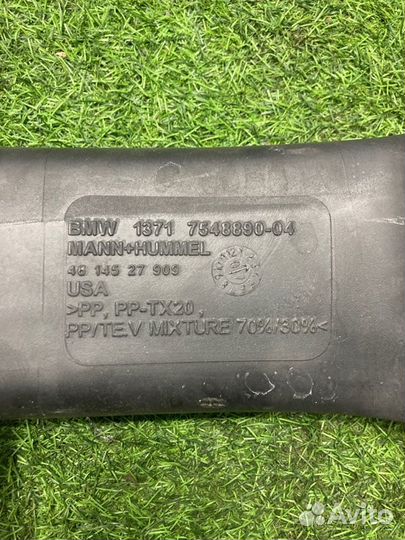 BMW 1371 7548890-04
MANN+HUMMEL
48 145 27 909
USA
>PP, PP-TX20,
PP/TE.V MIXTURE 70%/30%<
Avito